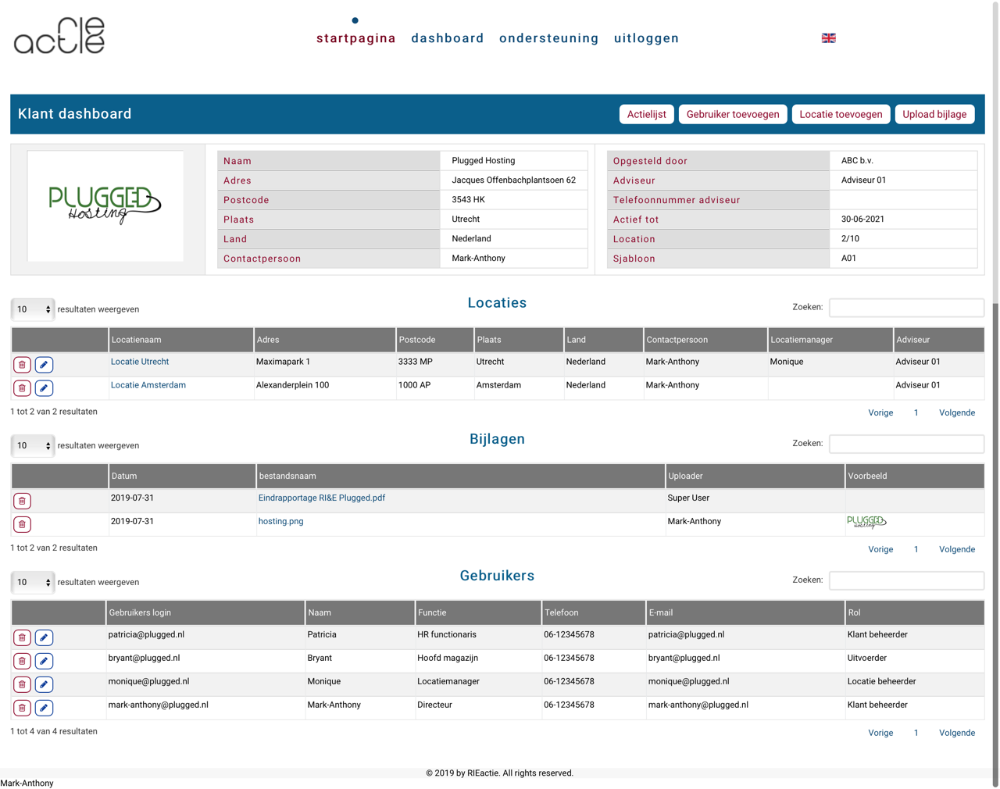 rie
actie
startpagina dashboard ondersteuning uitloggen
Klant dashboard Actielijst Gebruiker toevoegen Locatie toevoegen Upload bijlage
PLUGGED
Hosting
Naam Plugged Hosting
Adres Jacques Offenbachplantsoen 62
Postcode 3543 HK
Plaats Utrecht
Land Nederland
Contactpersoon Mark-Anthony
Opgesteld door ABC b.v.
Adviseur Adviseur 01
Telefoonnummer adviseur
Actief tot 30-06-2021
Location 2/10
Sjabloon A01
Locaties
10 resultaten weergeven Zoeken:
Locatienaam Adres Postcode Plaats Land Contactpersoon Locatiemanager Adviseur
Locatie Utrecht Maximapark 1 3333 MP Utrecht Nederland Mark-Anthony Monique Adviseur 01
Locatie Amsterdam Alexanderplein 100 1000 AP Amsterdam Nederland Mark-Anthony Adviseur 01
1 tot 2 van 2 resultaten Vorige 1 Volgende
Bijlagen
10 resultaten weergeven Zoeken:
Datum bestandsnaam Uploader Voorbeeld
2019-07-31 Eindrapportage RI&E Plugged.pdf Super User
2019-07-31 hosting.png Mark-Anthony PLUGGED Hosting
1 tot 2 van 2 resultaten Vorige 1 Volgende
Gebruikers
10 resultaten weergeven Zoeken:
Gebruikers login Naam Functie Telefoon E-mail Rol
patricia@plugged.nl Patricia HR functionaris 06-12345678 patricia@plugged.nl Klant beheerder
bryant@plugged.nl Bryant Hoofd magazijn 06-12345678 bryant@plugged.nl Uitvoerder
monique@plugged.nl Monique Locatiemanager 06-12345678 monique@plugged.nl Locatie beheerder
mark-anthony@plugged.nl Mark-Anthony Directeur 06-12345678 mark-anthony@plugged.nl Klant beheerder
1 tot 4 van 4 resultaten Vorige 1 Volgende
© 2019 by RIEactie. All rights reserved.
Mark-Anthony